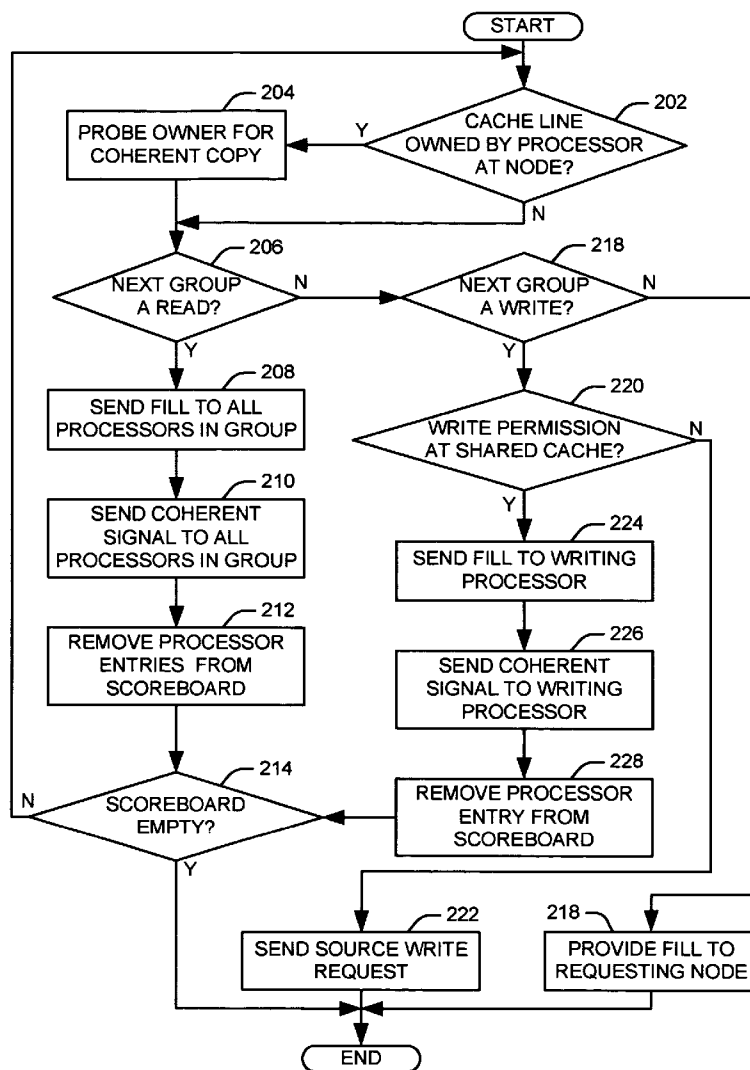 START
204
202
PROBE OWNER FOR
COHERENT COPY
Y
CACHE LINE
OWNED BY PROCESSOR
AT NODE?
N
206
218
NEXT GROUP
A READ?
N
NEXT GROUP
A WRITE?
N
Y
Y
208
220
SEND FILL TO ALL
PROCESSORS IN GROUP
WRITE PERMISSION
AT SHARED CACHE?
N
210
Y
SEND COHERENT
SIGNAL TO ALL
PROCESSORS IN GROUP
224
SEND FILL TO WRITING
PROCESSOR
212
226
REMOVE PROCESSOR
ENTRIES FROM
SCOREBOARD
SEND COHERENT
SIGNAL TO WRITING
PROCESSOR
214
228
N
SCOREBOARD
EMPTY?
REMOVE PROCESSOR
ENTRY FROM
SCOREBOARD
Y
222
218
SEND SOURCE WRITE
REQUEST
PROVIDE FILL TO
REQUESTING NODE
END